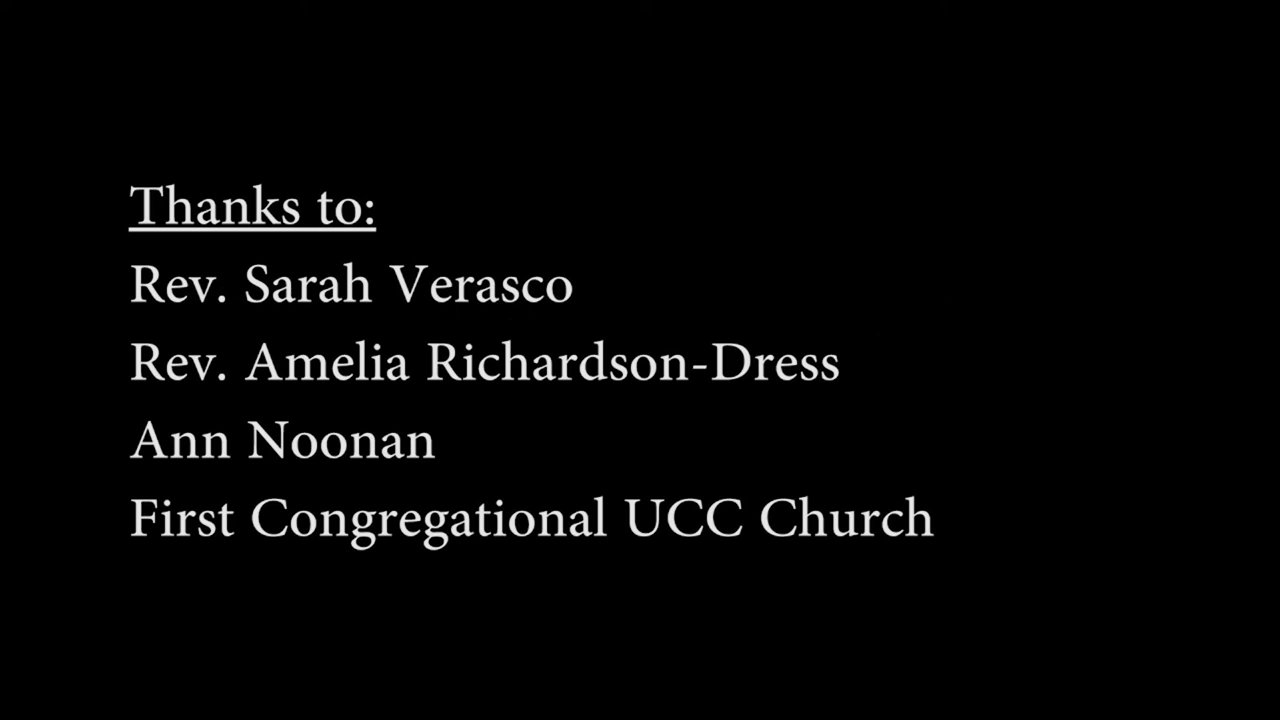 Thanks to:
Rev. Sarah Verasco
Rev. Amelia Richardson-Dress
Ann Noonan
First Congregational UCC Church